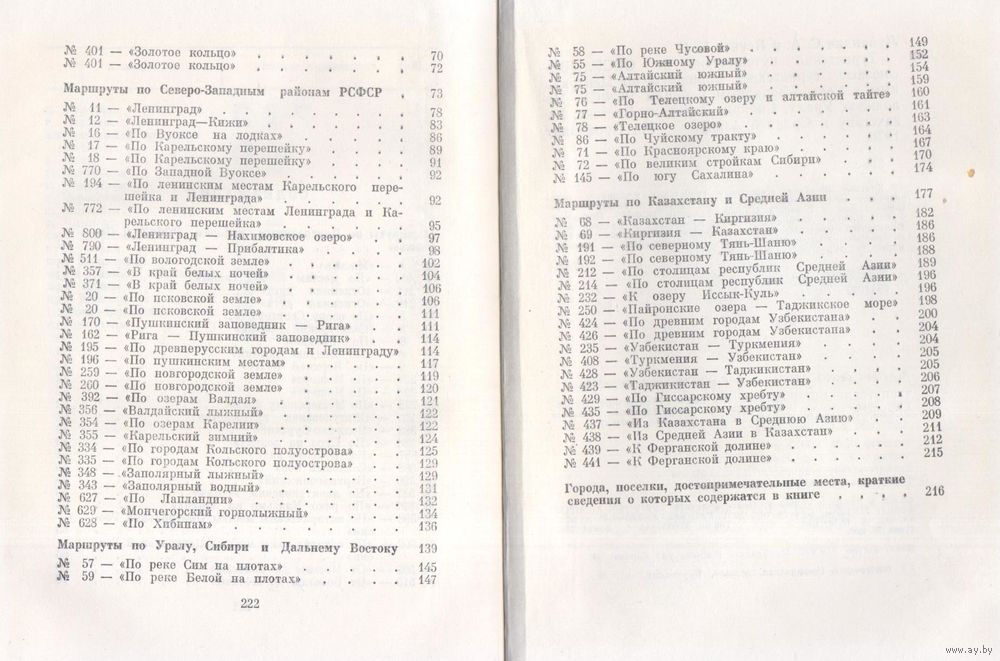 № 401 — «Золотое кольцо» . . . . . . . 70
№ 401 — «Золотое кольцо» . . . . . . . 72
Маршруты по Северо-Западным районам РСФСР . 73
№ 11 — «Ленинград» . . . . . . . . 78
№ 12 — «Ленинград—Кижи» . . . . . . . 83
№ 16 — «По Вуоксе на лодках» . . . . . . 86
№ 17 — «По Карельскому перешейку» . . . . 89
№ 18 — «По Карельскому перешейку» . . . . 91
№ 770 — «По Западной Вуоксе» . . . . . . 92
№ 194 — «По ленинским местам Карельского пере-
шейка и Ленинграда» . . . . . . 92
№ 772 — «По ленинским местам Ленинграда и Ка-
рельского перешейка» . . . . . . 95
№ 800 — «Ленинград — Нахимовское озеро» . . 97
№ 790 — «Ленинград — Прибалтика» . . . . 98
№ 511 — «По вологодской земле» . . . . . 102
№ 357 — «В край белых ночей» . . . . . 104
№ 371 — «В край белых ночей» . . . . . 106
№ 20 — «По псковской земле» . . . . . 106
№ 20 — «По псковской земле» . . . . . 111
№ 170 — «Пушкинский заповедник — Рига» . . 111
№ 162 — «Рига — Пушкинский заповедник» . . 114
№ 195 — «По древнерусским городам и Ленинграду» 114
№ 196 — «По пушкинским местам» . . . . . 117
№ 259 — «По новгородской земле» . . . . . 119
№ 260 — «По новгородской земле» . . . . . 120
№ 392 — «По озерам Валдая» . . . . . . 121
№ 356 — «Валдайский лыжный» . . . . . . 122
№ 354 — «По озерам Карелии» . . . . . . 122
№ 355 — «Карельский зимний» . . . . . . 124
№ 334 — «По городам Кольского полуострова» . . 125
№ 335 — «По городам Кольского полуострова» . . 129
№ 348 — «Заполярный лыжный» . . . . . 129
№ 343 — «Заполярный водный» . . . . . . 131
№ 627 — «По Лапландии» . . . . . . . 132
№ 629 — «Мончегорский горнолыжный» . . . . 134
№ 628 — «По Хибинам» . . . . . . . 136
Маршруты по Уралу, Сибири и Дальнему Востоку 139
№ 57 — «По реке Сим на плотах» . . . . . 145
№ 59 — «По реке Белой на плотах» . . . . 147
222
№ 58 — «По реке Чусовой» . . . . . . 149
№ 55 — «По Южному Уралу» . . . . . . 152
№ 75 — «Алтайский южный» . . . . . . 154
№ 75 — «Алтайский южный» . . . . . . 159
№ 76 — «По Телецкому озеру и алтайской тайге» 160
№ 77 — «Горно-Алтайский» . . . . . . 161
№ 78 — «Телецкое озеро» . . . . . . . 163
№ 86 — «По Чуйскому тракту» . . . . . 164
№ 71 — «По Красноярскому краю» . . . . . 167
№ 72 — «По великим стройкам Сибири» . . . 170
№ 145 — «По югу Сахалина» . . . . . . 174
Маршруты по Казахстану и Средней Азии . . . 177
№ 68 — «Казахстан — Киргизия» . . . . . 182
№ 69 — «Киргизия — Казахстан» . . . . . 186
№ 191 — «По северному Тянь-Шаню» . . . . 186
№ 192 — «По северному Тянь-Шаню» . . . . 188
№ 212 — «По столицам республик Средней Азии» 189
№ 214 — «По столицам республик Средней Азии» 196
№ 232 — «К озеру Иссык-Куль» . . . . . 196
№ 250 — «Пайронские озера — Таджикское море» 198
№ 424 — «По древним городам Узбекистана» . . 200
№ 426 — «По древним городам Узбекистана» . . 204
№ 235 — «Узбекистан — Туркмения» . . . . 204
№ 408 — «Туркмения — Узбекистан» . . . . 205
№ 428 — «Узбекистан — Таджикистан» . . . . 205
№ 423 — «Таджикистан — Узбекистан» . . . . 206
№ 429 — «По Гиссарскому хребту» . . . . . 207
№ 435 — «По Гиссарскому хребту» . . . . . 208
№ 437 — «Из Казахстана в Среднюю Азию» . . . 209
№ 438 — «Из Средней Азии в Казахстан» . . . 211
№ 439 — «К Ферганской долине» . . . . . 212
№ 441 — «К Ферганской долине» . . . . . 215
Города, поселки, достопримечательные места, краткие
сведения о которых содержатся в книге . . . . 216
www.ay.by